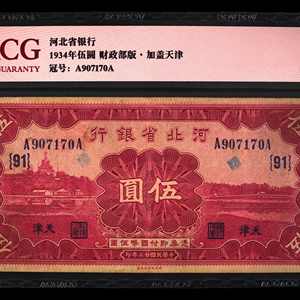 CG
GUARANTY
河北省银行
1934年伍圆 财政部版·加盖天津
冠号：A907170A
行銀省北河
A907170A A907170A
{91} 圓伍 {91}
津天 津天